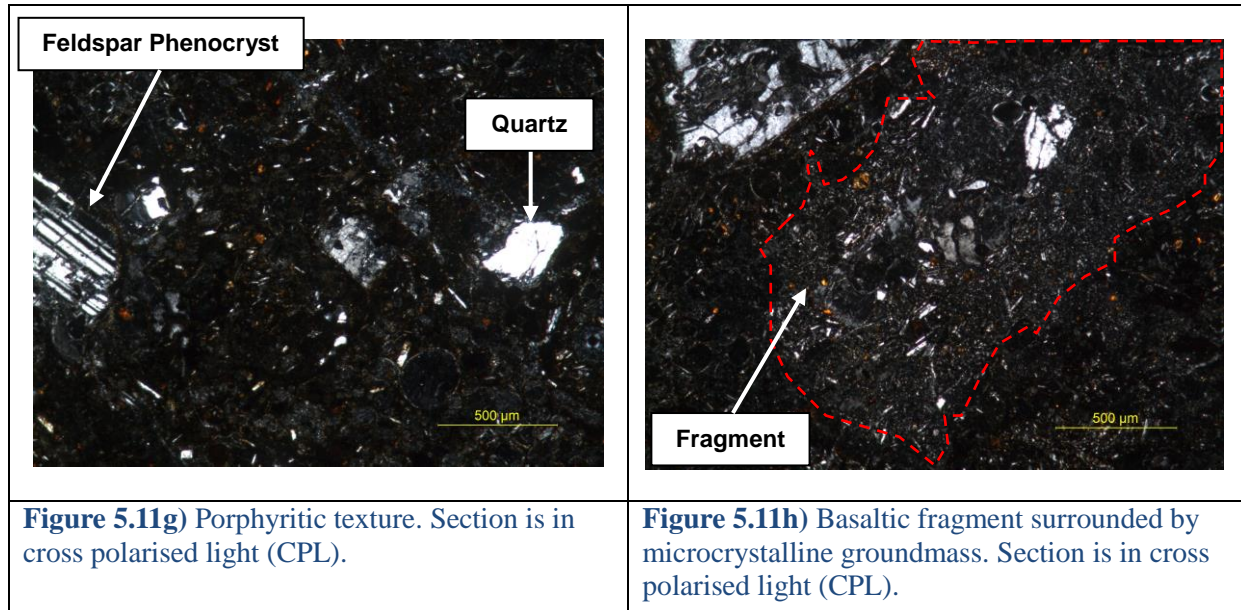 Feldspar Phenocryst
Quartz
500 µm
Fragment
500 µm
Figure 5.11g) Porphyritic texture. Section is in
cross polarised light (CPL).
Figure 5.11h) Basaltic fragment surrounded by
microcrystalline groundmass. Section is in cross
polarised light (CPL).